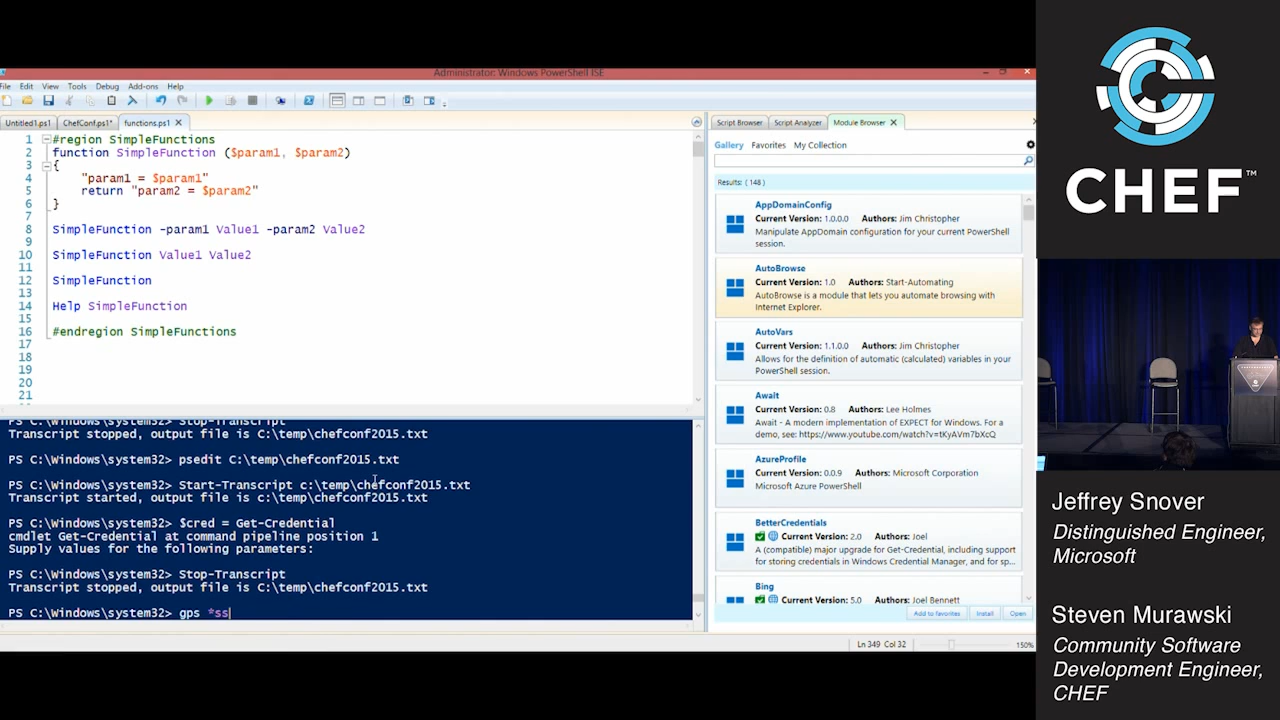 Administrator: Windows PowerShell ISE
File Edit View Tools Debug Add-ons Help
Untitled1.ps1 ChefConf.ps1* functions.ps1
1 #region SimpleFunctions
2 function SimpleFunction ($param1, $param2)
3 {
4 "param1 = $param1"
5 return "param2 = $param2"
6 }
7
8 SimpleFunction -param1 Value1 -param2 Value2
9
10 SimpleFunction Value1 Value2
11
12 SimpleFunction
13
14 Help SimpleFunction
15
16 #endregion SimpleFunctions
17
18
19
20
21
PS C:\Windows\system32> Stop-Transcript
Transcript stopped, output file is C:\temp\chefconf2015.txt
PS C:\Windows\system32> psedit C:\temp\chefconf2015.txt
PS C:\Windows\system32> Start-Transcript c:\temp\chefconf2015.txt
Transcript started, output file is c:\temp\chefconf2015.txt
PS C:\Windows\system32> $cred = Get-Credential
cmdlet Get-Credential at command pipeline position 1
Supply values for the following parameters:
PS C:\Windows\system32> Stop-Transcript
Transcript stopped, output file is C:\temp\chefconf2015.txt
PS C:\Windows\system32> gps *ss
Script Browser Script Analyzer Module Browser
Gallery Favorites My Collection
Results: ( 148 )
AppDomainConfig
Current Version: 1.0.0.0 Authors: Jim Christopher
Manipulate AppDomain configuration for your current PowerShell
session.
AutoBrowse
Current Version: 1.0 Authors: Start-Automating
AutoBrowse is a module that lets you automate browsing with
Internet Explorer.
AutoVars
Current Version: 1.1.0.0 Authors: Jim Christopher
Allows for the definition of automatic (calculated) variables in your
PowerShell session.
Await
Current Version: 0.8 Authors: Lee Holmes
Await - A modern implementation of EXPECT for Windows. For a
demo, see: https://www.youtube.com/watch?v=tKyAVm7bXcQ
AzureProfile
Current Version: 0.0.9 Authors: Microsoft Corporation
Microsoft Azure PowerShell
BetterCredentials
Current Version: 2.0 Authors: Joel
A (compatible) major upgrade for Get-Credential, including support
for storing credentials in Windows Credential Manager, and for sp...
Bing
Current Version: 5.0 Authors: Joel Bennett
Add to favorites Install Open
Ln 349 Col 32 150%
CHEF™
Jeffrey Snover
Distinguished Engineer,
Microsoft
Steven Murawski
Community Software
Development Engineer,
CHEF